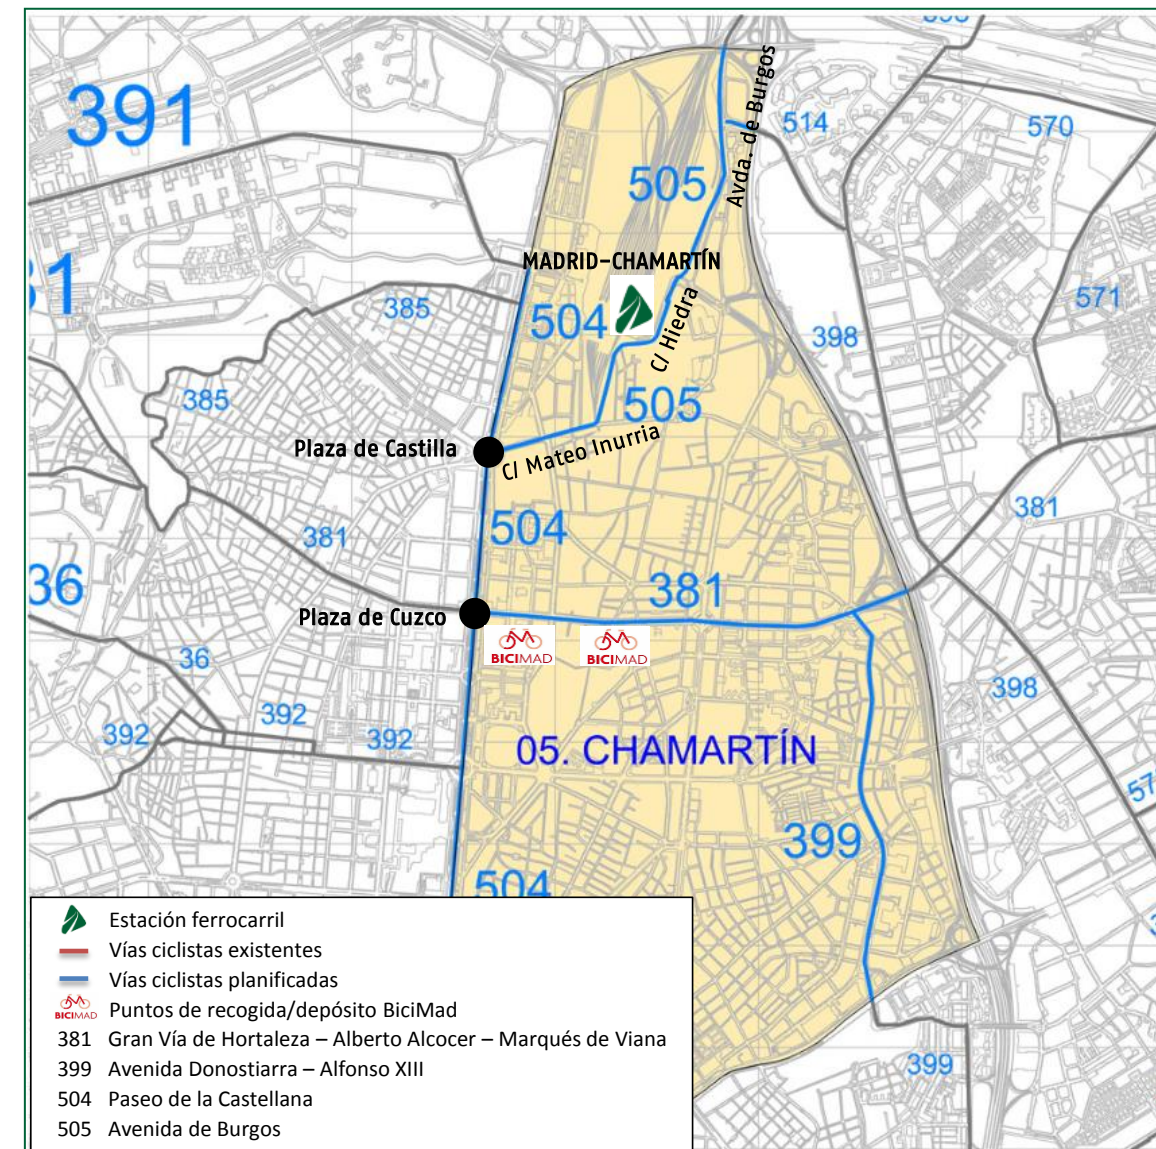 391
514
570
505
Avda. de Burgos
MADRID-CHAMARTÍN
571
385
504
C/ Hiedra
398
385
505
Plaza de Castilla
C/ Mateo Inurria
381
504
381
36
381
Plaza de Cuzco
BICIMAD
BICIMAD
36
398
392
392
392
05. CHAMARTÍN
399
504
Estación ferrocarril
Vías ciclistas existentes
Vías ciclistas planificadas
BICIMAD Puntos de recogida/depósito BiciMad
381 Gran Vía de Hortaleza – Alberto Alcocer – Marqués de Viana
399 Avenida Donostiarra – Alfonso XIII
504 Paseo de la Castellana
505 Avenida de Burgos
399